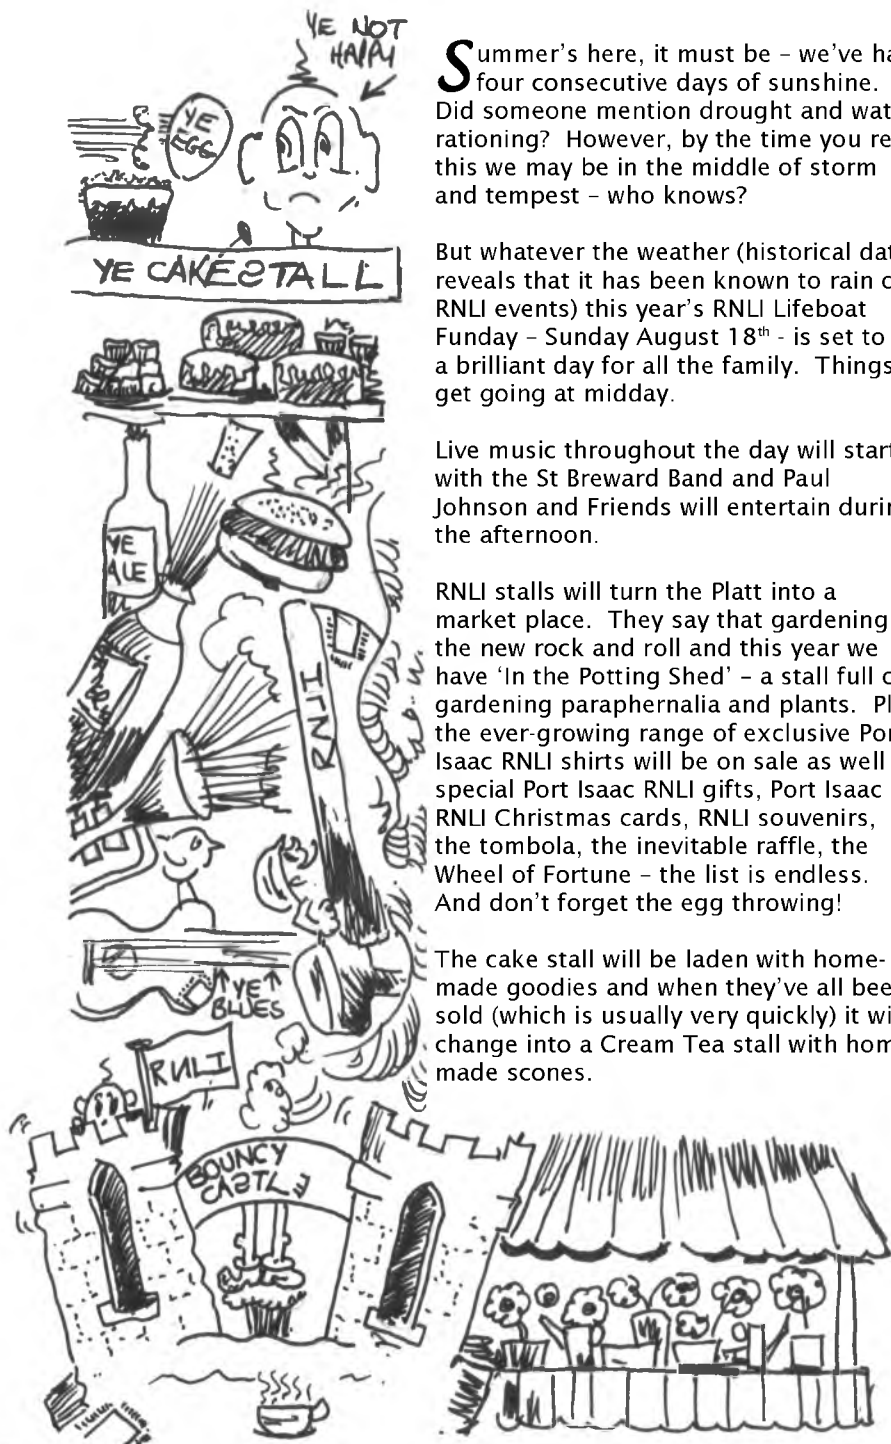 YE NOT
HAPPY
YE
EGG
YE CAKE STALL
YE
ALE
RNLI
YE
BLUES
RNLI
BOUNCY
CASTLE
Summer's here, it must be – we've ha
four consecutive days of sunshine.
Did someone mention drought and wat
rationing? However, by the time you re
this we may be in the middle of storm
and tempest – who knows?
But whatever the weather (historical dat
reveals that it has been known to rain o
RNLI events) this year's RNLI Lifeboat
Funday – Sunday August 18th - is set to
a brilliant day for all the family. Things
get going at midday.
Live music throughout the day will start
with the St Breward Band and Paul
Johnson and Friends will entertain durin
the afternoon.
RNLI stalls will turn the Platt into a
market place. They say that gardening
the new rock and roll and this year we
have 'In the Potting Shed' – a stall full o
gardening paraphernalia and plants. Pl
the ever-growing range of exclusive Por
Isaac RNLI shirts will be on sale as well
special Port Isaac RNLI gifts, Port Isaac
RNLI Christmas cards, RNLI souvenirs,
the tombola, the inevitable raffle, the
Wheel of Fortune – the list is endless.
And don't forget the egg throwing!
The cake stall will be laden with home-
made goodies and when they've all bee
sold (which is usually very quickly) it wi
change into a Cream Tea stall with hom
made scones.